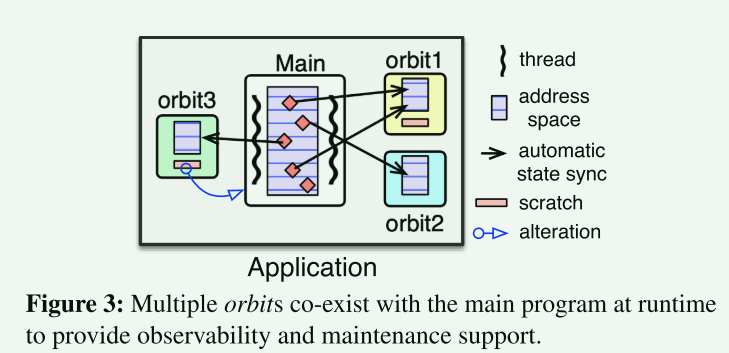 Main
orbit1
orbit3
orbit2
thread
address
space
automatic
state sync
scratch
alteration
Application
Figure 3: Multiple orbits co-exist with the main program at runtime
to provide observability and maintenance support.